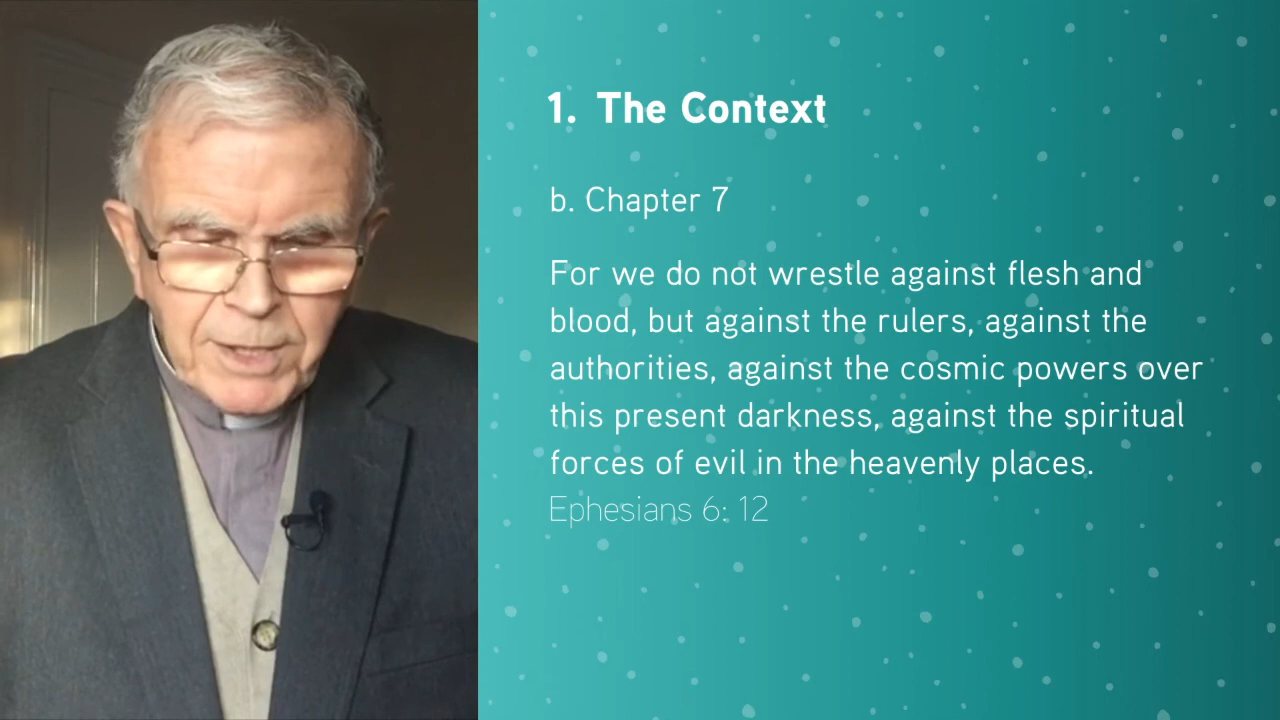 1. The Context
b. Chapter 7
For we do not wrestle against flesh and
blood, but against the rulers, against the
authorities, against the cosmic powers over
this present darkness, against the spiritual
forces of evil in the heavenly places.
Ephesians 6: 12